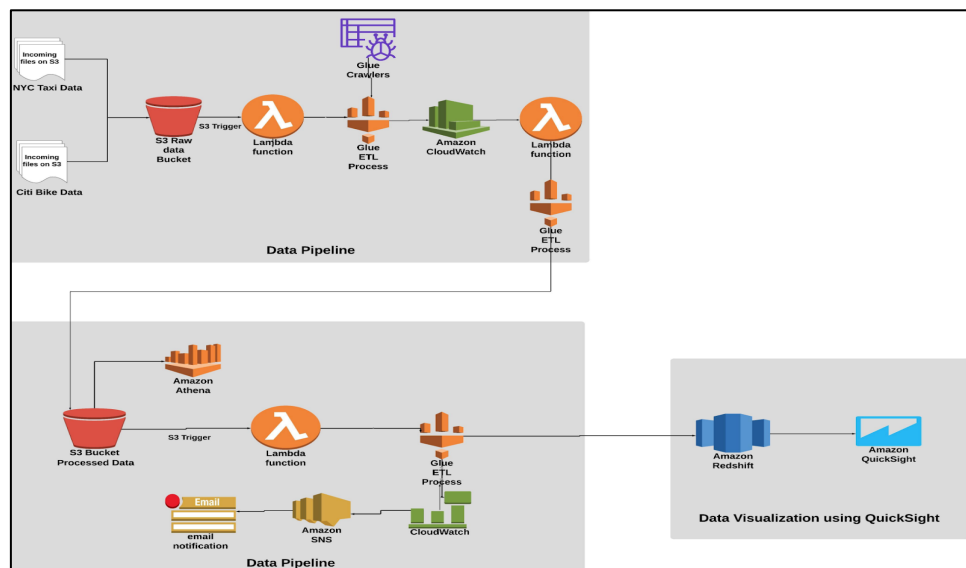 Incoming
files on S3
NYC Taxi Data
Incoming
files on S3
Citi Bike Data
S3 Raw
data
Bucket
S3 Trigger
Lambda
function
Glue
Crawlers
Glue
ETL
Process
Amazon
CloudWatch
Lambda
function
Glue
ETL
Process
Data Pipeline
Amazon
Athena
S3 Bucket
Processed Data
S3 Trigger
Lambda
function
Glue
ETL
Process
CloudWatch
Amazon
SNS
Email
email
notification
Data Pipeline
Amazon
Redshift
Amazon
QuickSight
Data Visualization using QuickSight